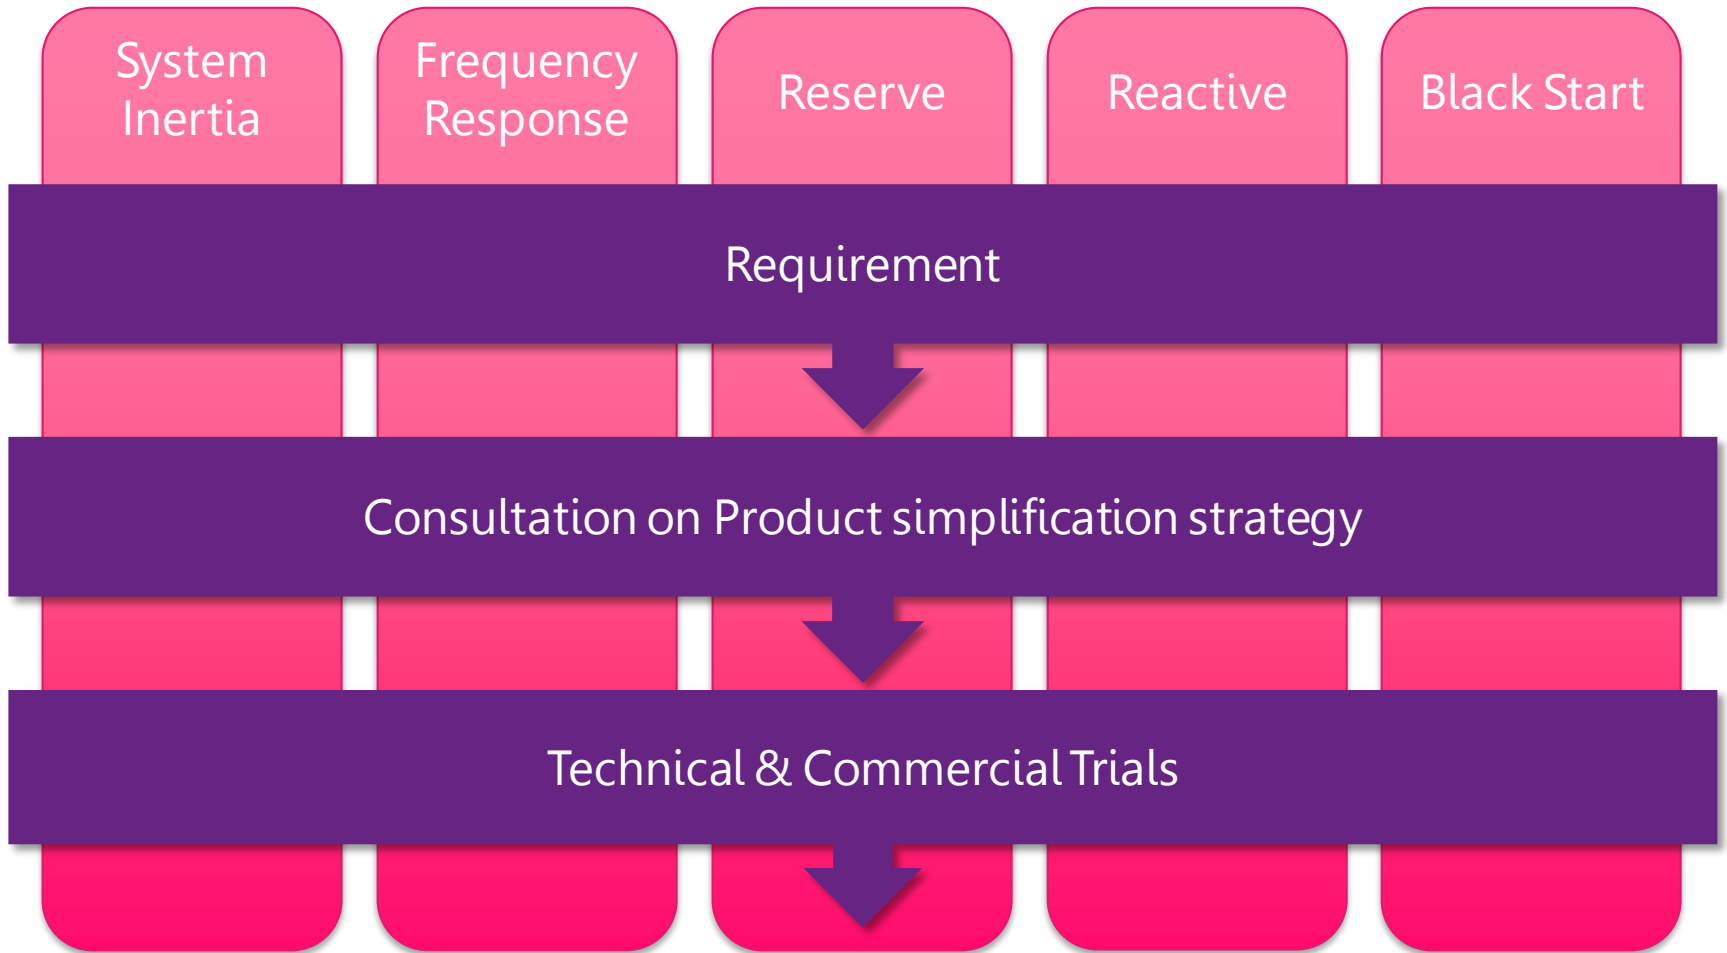 System
Inertia
Frequency
Response
Reserve
Reactive
Black Start
Requirement
Consultation on Product simplification strategy
Technical & Commercial Trials